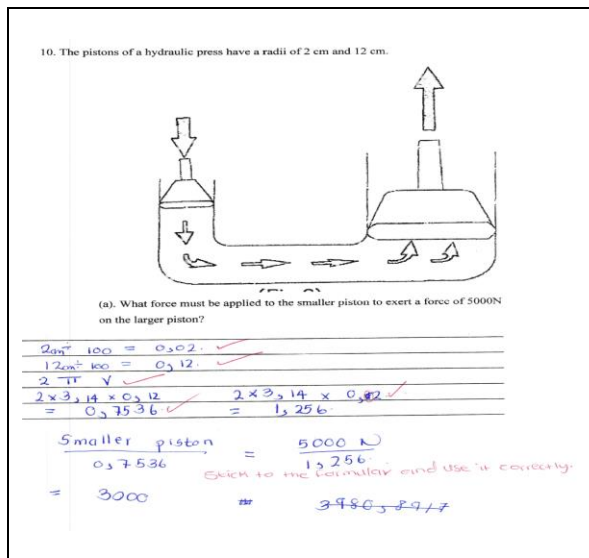 10. The pistons of a hydraulic press have a radii of 2 cm and 12 cm.
(a). What force must be applied to the smaller piston to exert a force of 5000N
on the larger piston?
2cm÷ 100 = 0,02.
12cm÷ 100 = 0,12.
2 π r
2 x 3,14 x 0,12 2 x 3,14 x
= 0,7536. = 1,256.
Smaller piston = 5000 N
0,7536 1,256.
Stick to the formular and use it correctly.
= 3000 3980,8917